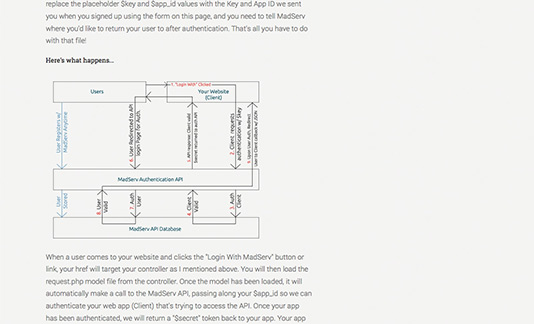 replace the placeholder $key and $app_id values with the Key and App ID we sent
you when you signed up using the form on this page, and you need to tell MadServ
where you'd like to return your user to after authentication. That's all you have to do
with that file!
Here's what happens...
1. "Login With" Clicked
Users
Your Website
(Client)
User Registers w/
MadServ Anytime
6. User Redirected to API
login Page for Auth
5. API response: Client valid
$secret returned to auth API
2. Client requests
authentication w/ $key
9. Upon User Auth, Redirect
User to Client callback w/ JSON
MadServ Authentication API
User
Stored
8. User
Valid
7. Auth
User
4. Client
Valid
3. Auth
Client
MadServ API Database
When a user comes to your website and clicks the "Login With MadServ" button or
link, your href will target your controller as I mentioned above. You will then load the
request.php model file from the controller. Once the model has been loaded, it will
automatically make a call to the MadServ API, passing along your $app_id so we can
authenticate your web app (Client) that's trying to access the API. Once your app
has been authenticated, we will return a "$secret" token back to your app. Your app